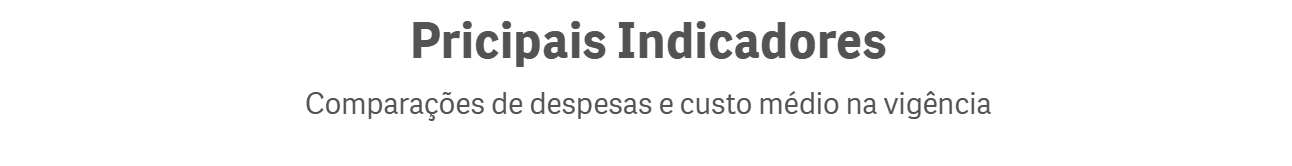 Pricipais Indicadores
Comparações de despesas e custo médio na vigência